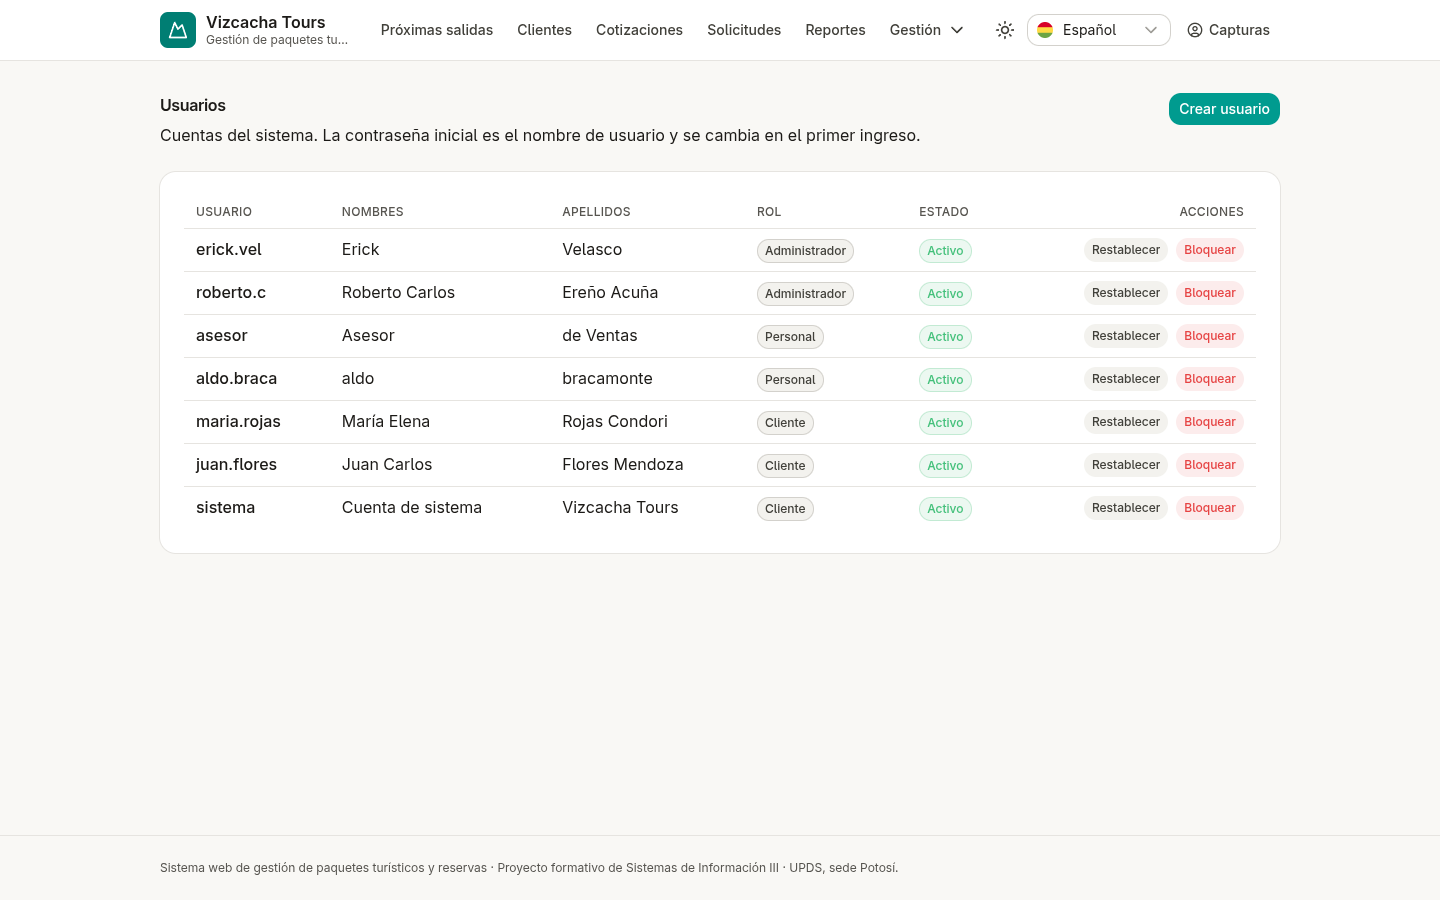 Vizcacha Tours
Gestión de paquetes tu...
Próximas salidas Clientes Cotizaciones Solicitudes Reportes Gestión Español Capturas
Usuarios
Crear usuario
Cuentas del sistema. La contraseña inicial es el nombre de usuario y se cambia en el primer ingreso.
USUARIO NOMBRES APELLIDOS ROL ESTADO ACCIONES
erick.vel Erick Velasco Administrador Activo Restablecer Bloquear
roberto.c Roberto Carlos Ereño Acuña Administrador Activo Restablecer Bloquear
asesor Asesor de Ventas Personal Activo Restablecer Bloquear
aldo.braca aldo bracamonte Personal Activo Restablecer Bloquear
maria.rojas María Elena Rojas Condori Cliente Activo Restablecer Bloquear
juan.flores Juan Carlos Flores Mendoza Cliente Activo Restablecer Bloquear
sistema Cuenta de sistema Vizcacha Tours Cliente Activo Restablecer Bloquear
Sistema web de gestión de paquetes turísticos y reservas · Proyecto formativo de Sistemas de Información III · UPDS, sede Potosí.